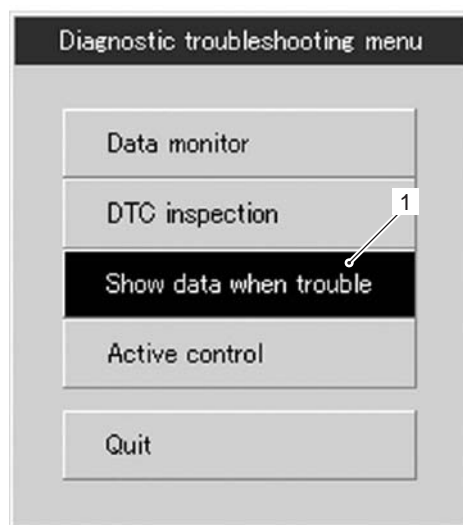 Diagnostic troubleshooting menu
Data monitor
DTC inspection
1
Show data when trouble
Active control
Quit